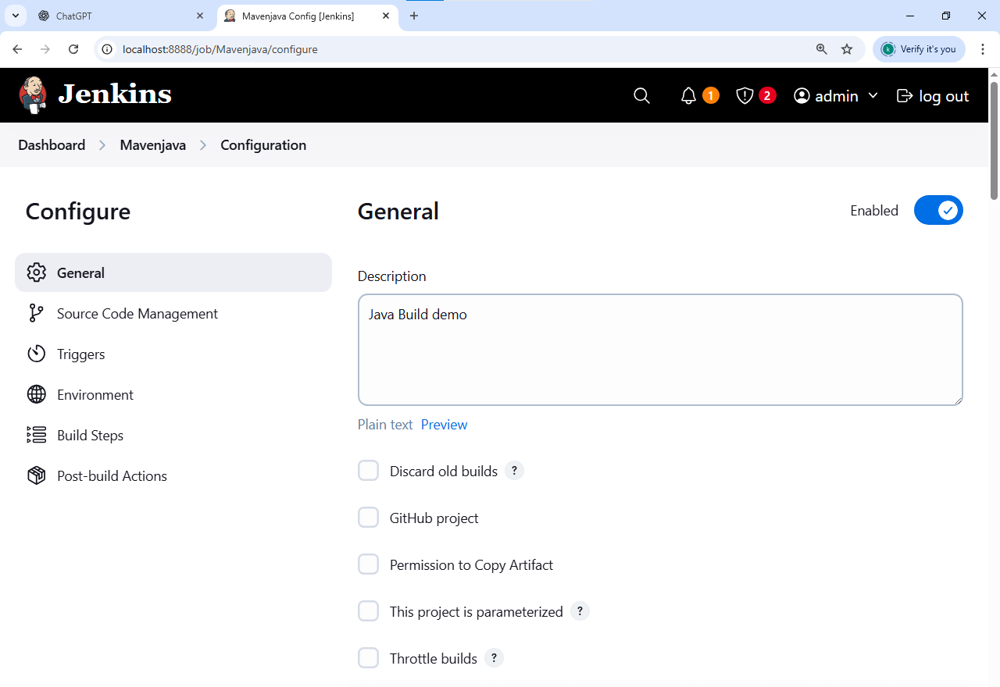 ChatGPT
Mavenjava Config [Jenkins]
localhost:8888/job/Mavenjava/configure
k
Verify it's you
Jenkins
1
2
admin
log out
Dashboard
Mavenjava
Configuration
Configure
General
Source Code Management
Triggers
Environment
Build Steps
Post-build Actions
General
Enabled
Description
Java Build demo
Plain text Preview
Discard old builds ?
GitHub project
Permission to Copy Artifact
This project is parameterized ?
Throttle builds ?